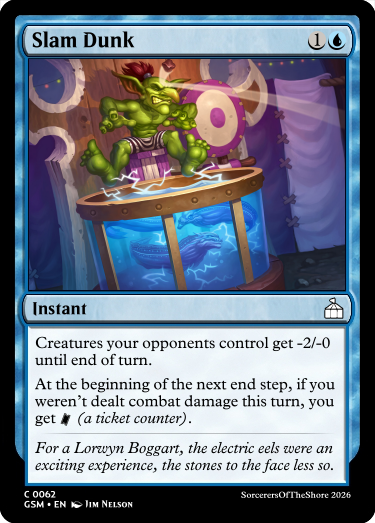 Slam Dunk 1
Instant
Creatures your opponents control get -2/-0
until end of turn.
At the beginning of the next end step, if you
weren't dealt combat damage this turn, you
get (a ticket counter).
For a Lorwyn Boggart, the electric eels were an
exciting experience, the stones to the face less so.
C 0062
GSM • EN Jim Nelson
SorcerersOfTheShore 2026